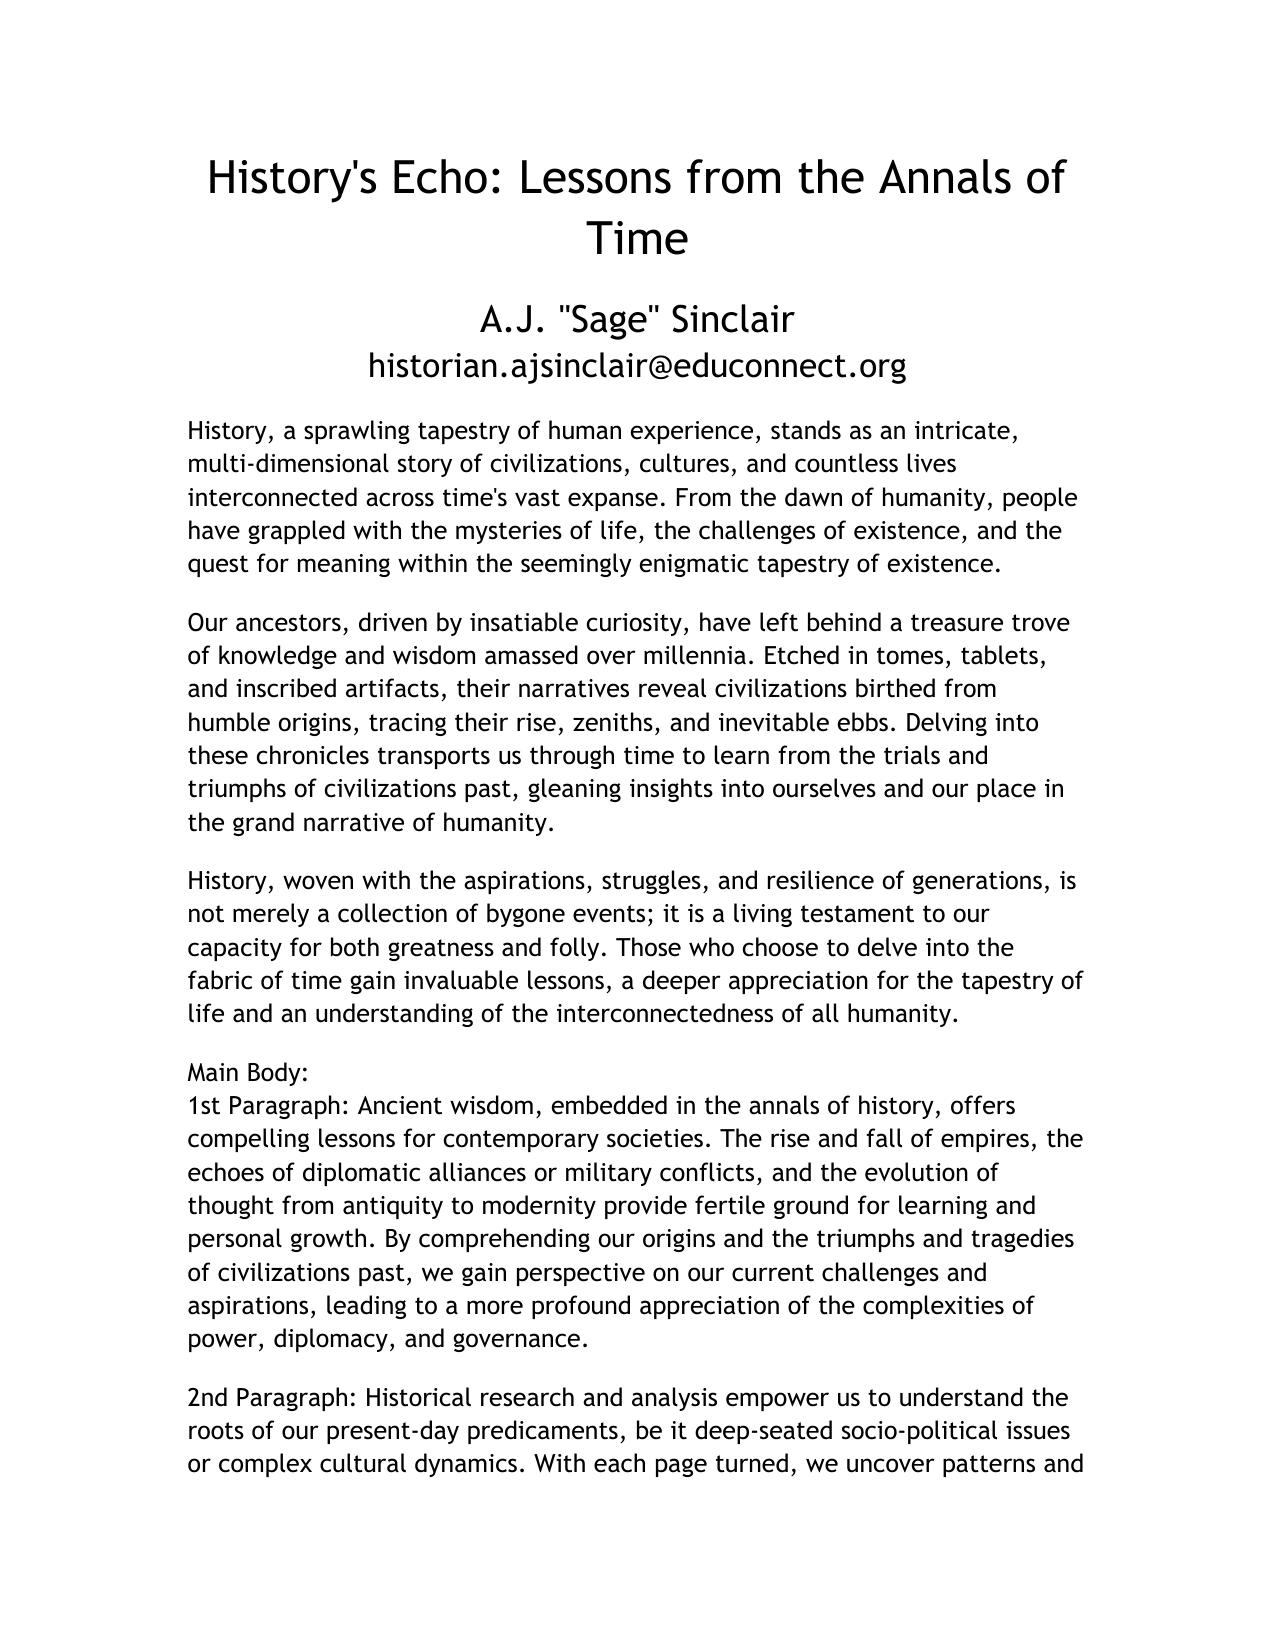 History's Echo: Lessons from the Annals of
Time
A.J. "Sage" Sinclair
historian.ajsinclair@educonnect.org
History, a sprawling tapestry of human experience, stands as an intricate,
multi-dimensional story of civilizations, cultures, and countless lives
interconnected across time's vast expanse. From the dawn of humanity, people
have grappled with the mysteries of life, the challenges of existence, and the
quest for meaning within the seemingly enigmatic tapestry of existence.
Our ancestors, driven by insatiable curiosity, have left behind a treasure trove
of knowledge and wisdom amassed over millennia. Etched in tomes, tablets,
and inscribed artifacts, their narratives reveal civilizations birthed from
humble origins, tracing their rise, zeniths, and inevitable ebbs. Delving into
these chronicles transports us through time to learn from the trials and
triumphs of civilizations past, gleaning insights into ourselves and our place in
the grand narrative of humanity.
History, woven with the aspirations, struggles, and resilience of generations, is
not merely a collection of bygone events; it is a living testament to our
capacity for both greatness and folly. Those who choose to delve into the
fabric of time gain invaluable lessons, a deeper appreciation for the tapestry of
life and an understanding of the interconnectedness of all humanity.
Main Body:
1st Paragraph: Ancient wisdom, embedded in the annals of history, offers
compelling lessons for contemporary societies. The rise and fall of empires, the
echoes of diplomatic alliances or military conflicts, and the evolution of
thought from antiquity to modernity provide fertile ground for learning and
personal growth. By comprehending our origins and the triumphs and tragedies
of civilizations past, we gain perspective on our current challenges and
aspirations, leading to a more profound appreciation of the complexities of
power, diplomacy, and governance.
2nd Paragraph: Historical research and analysis empower us to understand the
roots of our present-day predicaments, be it deep-seated socio-political issues
or complex cultural dynamics. With each page turned, we uncover patterns and